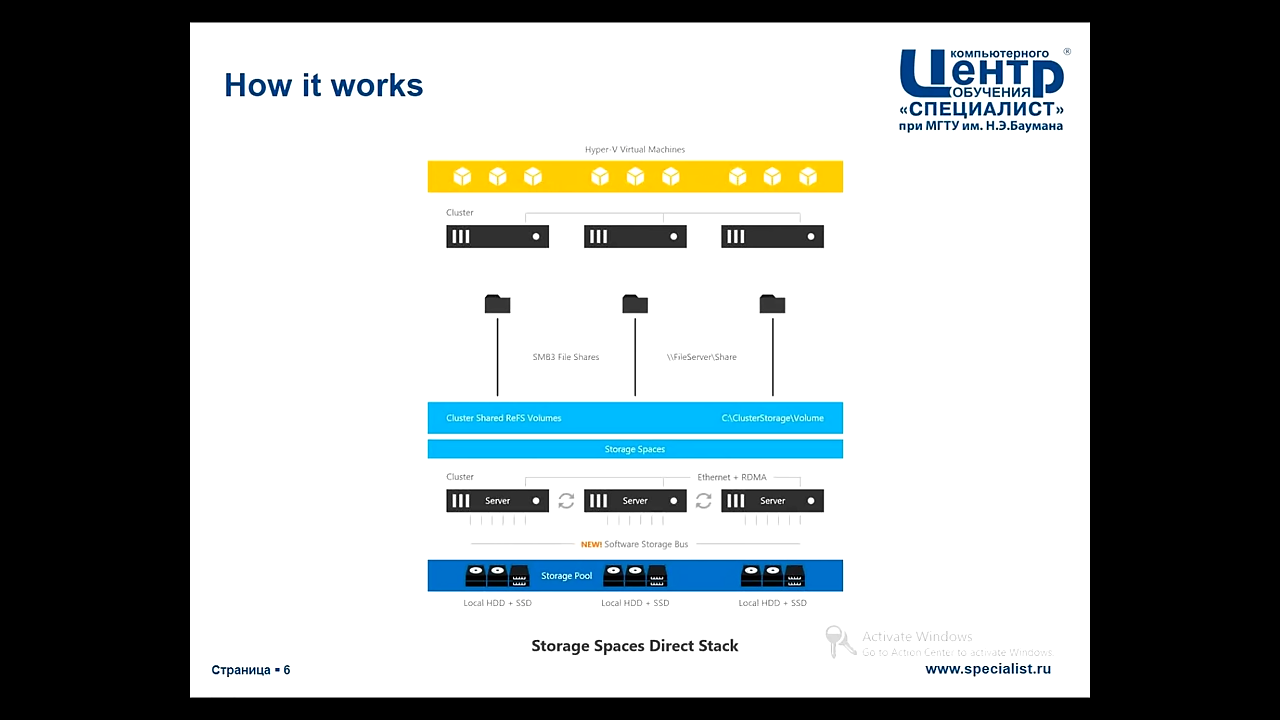 How it works
компьютерного
Центр
ОБУЧЕНИЯ
«СПЕЦИАЛИСТ»
при МГТУ им. Н.Э.Баумана
®
Hyper-V Virtual Machines
Cluster
SMB3 File Shares
\\FileServer\Share
Cluster Shared ReFS Volumes
C:\ClusterStorage\Volume
Storage Spaces
Cluster
Ethernet + RDMA
Server
Server
Server
NEW! Software Storage Bus
Storage Pool
Local HDD + SSD
Local HDD + SSD
Local HDD + SSD
Storage Spaces Direct Stack
Activate Windows
Go to Action Center to activate Windows.
Страница ▪ 6
www.specialist.ru